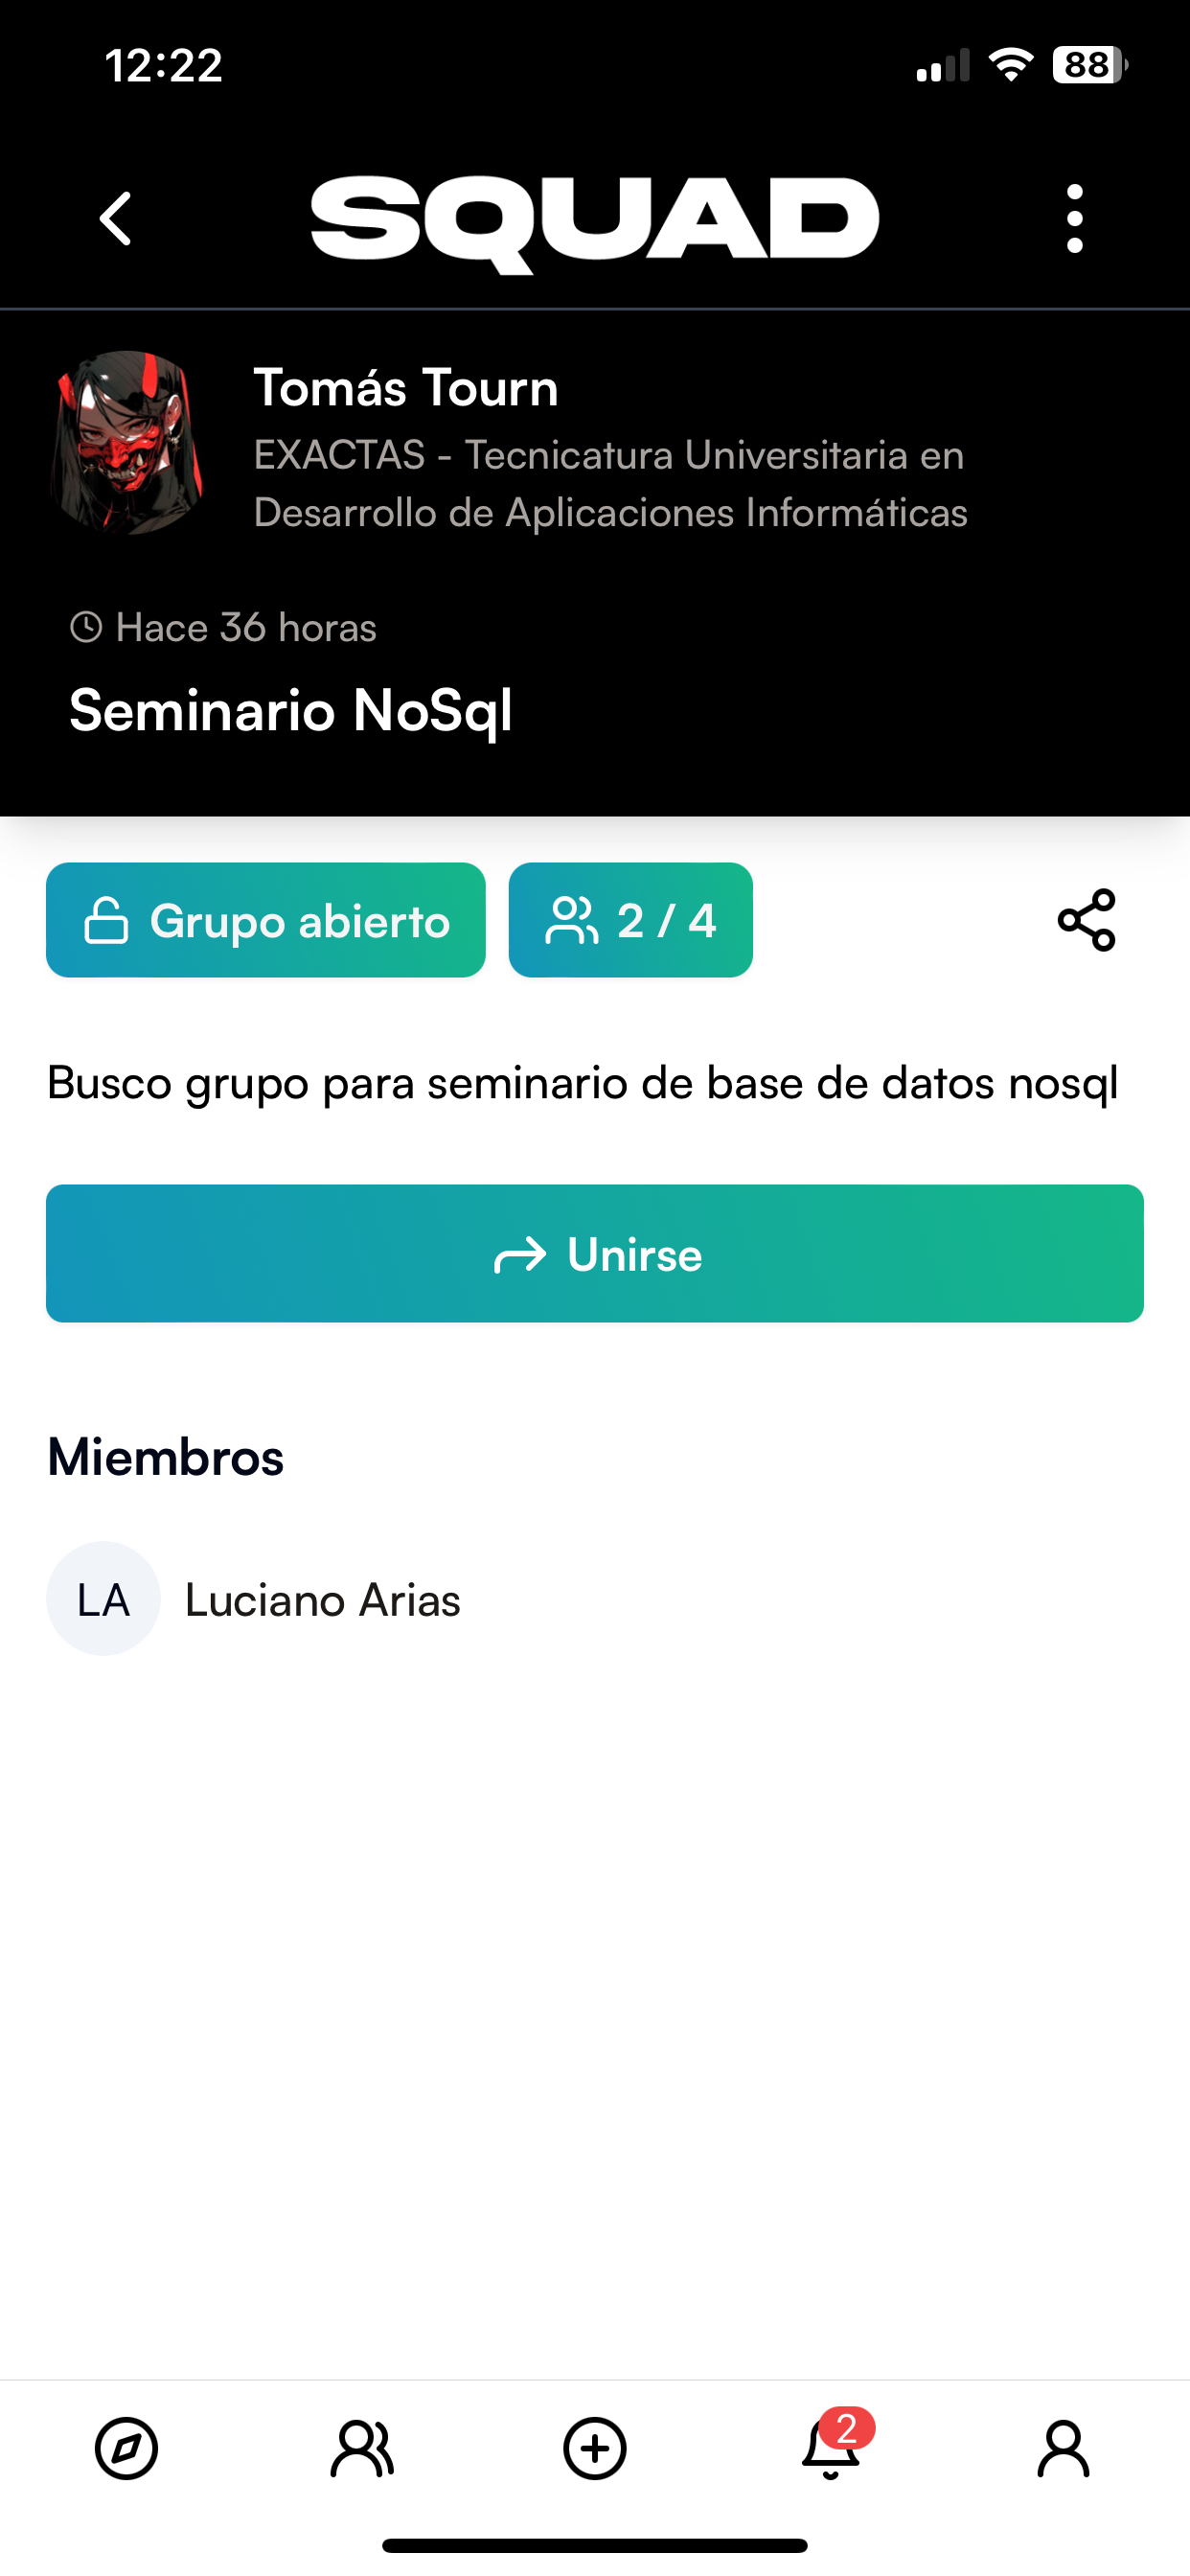 12:22
88
SQUAD
Tomás Tourn
EXACTAS - Tecnicatura Universitaria en
Desarrollo de Aplicaciones Informáticas
Hace 36 horas
Seminario NoSql
Grupo abierto
2 / 4
Busco grupo para seminario de base de datos nosql
Unirse
Miembros
LA
Luciano Arias
2